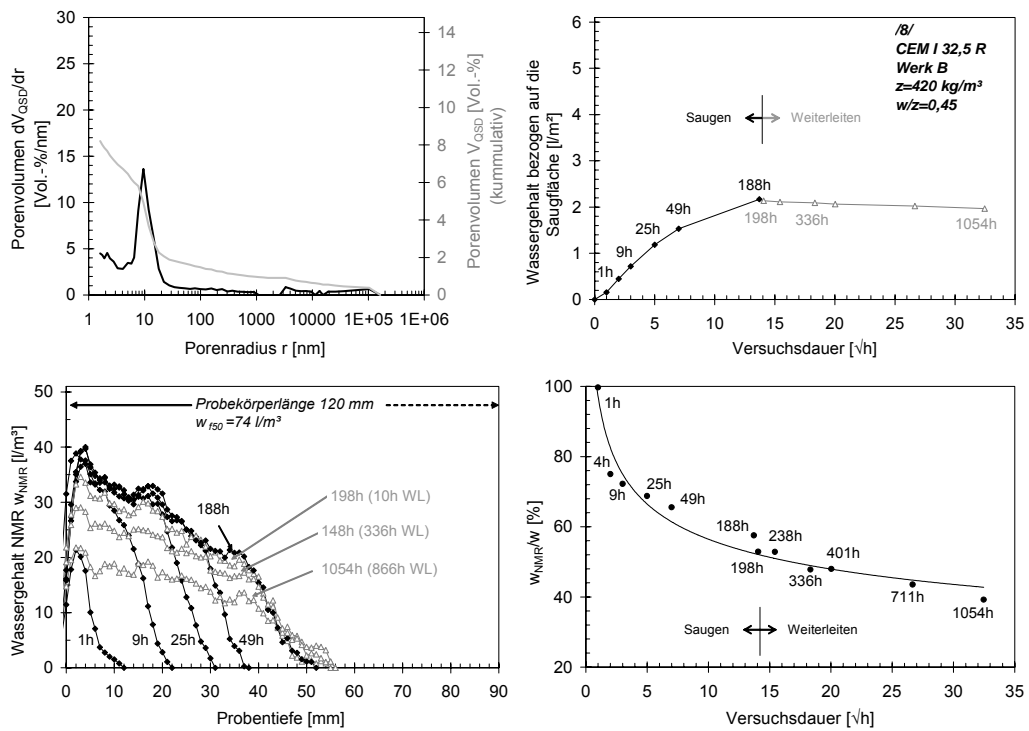 Porenvolumen dV_QSD/dr
[Vol.-%/nm]
30
25
20
15
10
5
0
1
10
100
1000
10000
1E+05
1E+06
Porenradius r [nm]
14
12
10
8
6
4
2
0
Porenvolumen V_QSD [Vol.-%]
(kummulativ)
Wassergehalt bezogen auf die
Saugfläche [l/m²]
6
5
4
3
2
1
0
/8/
CEM I 32,5 R
Werk B
z=420 kg/m³
w/z=0,45
Saugen
Weiterleiten
1h
9h
25h
49h
188h
198h
336h
1054h
0
5
10
15
20
25
30
35
Versuchsdauer [√h]
Wassergehalt NMR w_NMR [l/m³]
50
40
30
20
10
0
Probekörperlänge 120 mm
w_f50 =74 l/m³
188h
198h (10h WL)
148h (336h WL)
1054h (866h WL)
1h
9h
25h
49h
0
10
20
30
40
50
60
70
80
90
Probentiefe [mm]
w_NMR/w [%]
100
80
60
40
20
1h
4h
9h
25h
49h
188h
238h
198h
336h
401h
711h
1054h
Saugen
Weiterleiten
0
5
10
15
20
25
30
35
Versuchsdauer [√h]